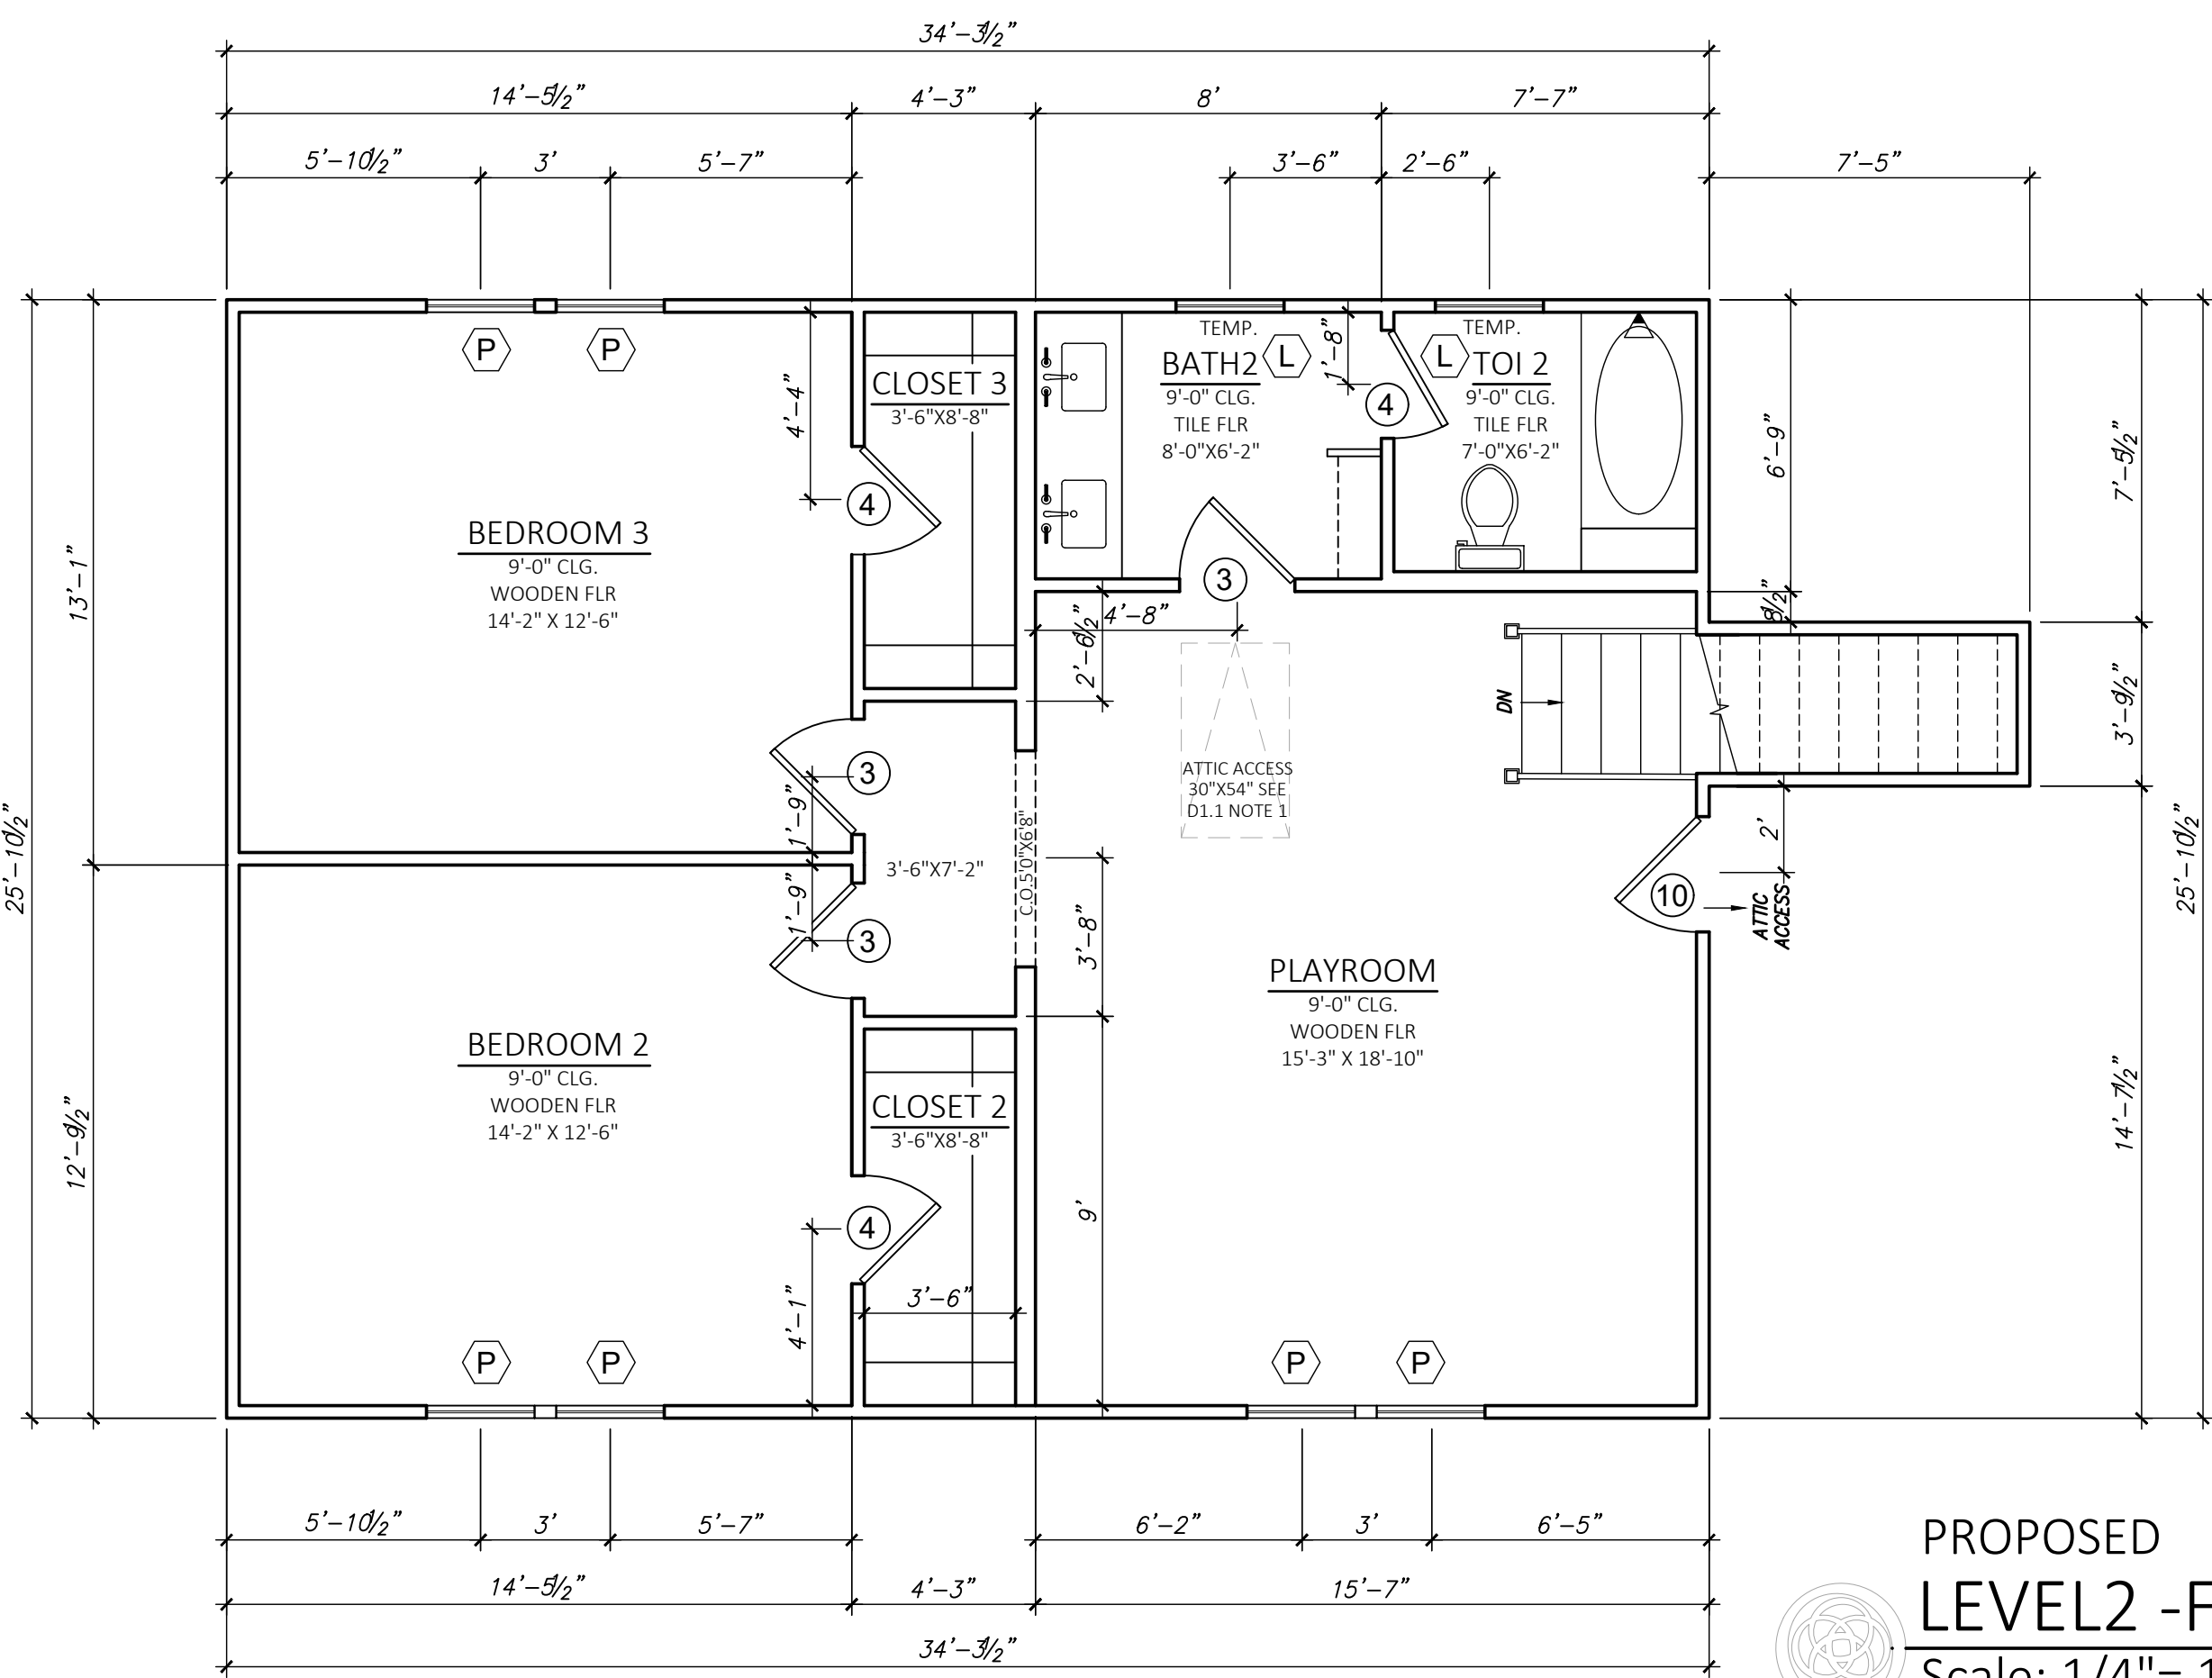 34'-3½"
14'-5½"
4'-3"
8'
7'-7"
5'-10½"
3'
5'-7"
3'-6"
2'-6"
7'-5"
P
P
TEMP.
BATH2
9'-0" CLG.
TILE FLR
8'-0"X6'-2"
L
1'-8"
4
TEMP.
L
TOI 2
9'-0" CLG.
TILE FLR
7'-0"X6'-2"
CLOSET 3
3'-6"X8'-8"
4'-4"
4
6'-9"
7'-5½"
13'-1"
BEDROOM 3
9'-0" CLG.
WOODEN FLR
14'-2" X 12'-6"
3
4'-8"
8½"
2'-6½"
DN
3'-9½"
3
ATTIC ACCESS
30"X54" SEE
D1.1 NOTE 1
1'-9"
2'
25'-10½"
3'-6"X7'-2"
C.O.5'0"X6'8"
1'-9"
3
3'-8"
10
ATTIC
ACCESS
25'-10½"
PLAYROOM
9'-0" CLG.
WOODEN FLR
15'-3" X 18'-10"
BEDROOM 2
9'-0" CLG.
WOODEN FLR
14'-2" X 12'-6"
12'-9½"
CLOSET 2
3'-6"X8'-8"
14'-7½"
9'
4
3'-6"
4'-1"
P
P
P
P
5'-10½"
3'
5'-7"
6'-2"
3'
6'-5"
14'-5½"
4'-3"
15'-7"
34'-3½"
PROPOSED
LEVEL2 -F
Scale: 1/4"= 1